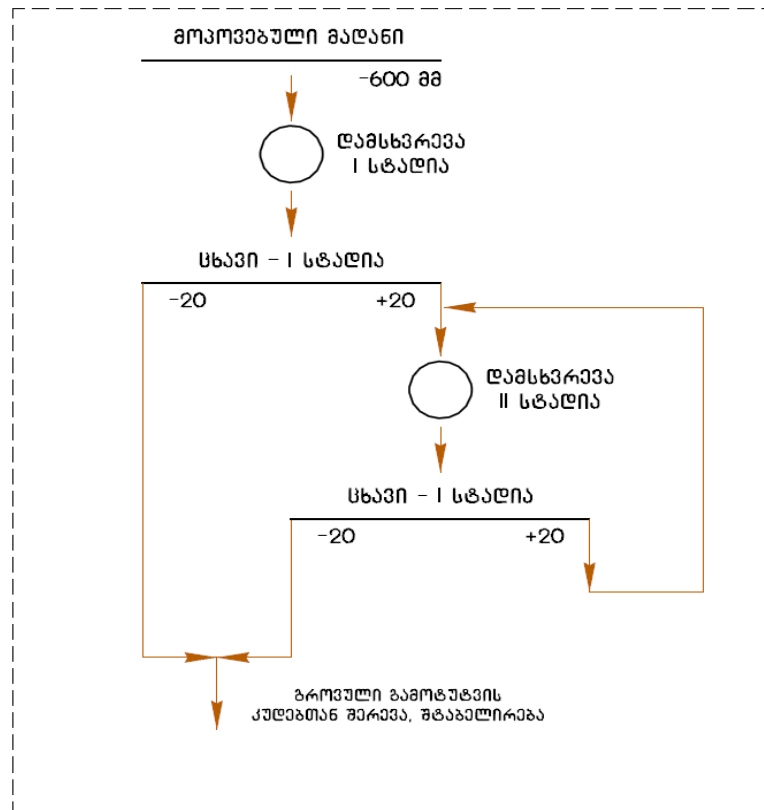 მოპოვებული მადანი
-600 მმ
დამსხვრევა
I სტადია
ცხავი - I სტადია
-20
+20
დამსხვრევა
II სტადია
ცხავი - I სტადია
-20
+20
გროვული გამოტუტვის
კუდებთან შერევა, შტაბელირება